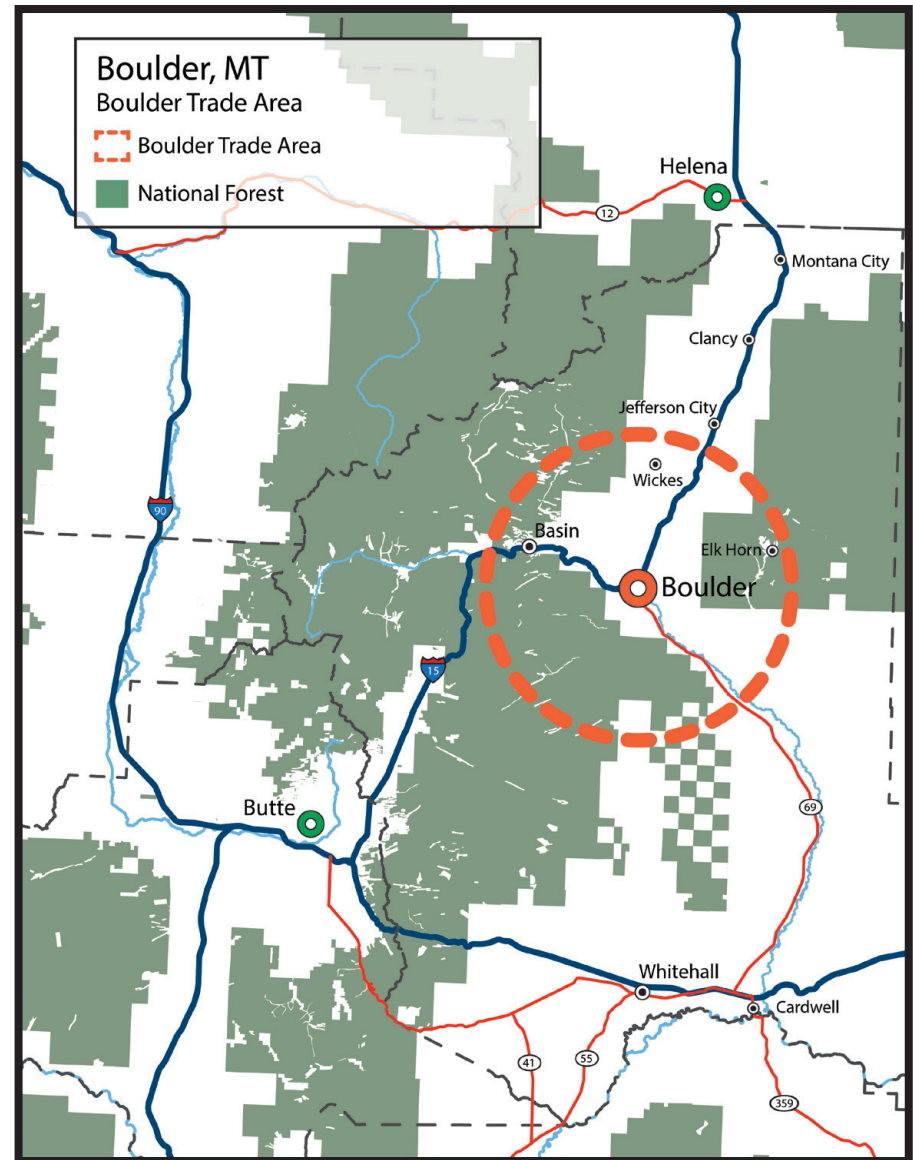 Boulder, MT
Boulder Trade Area
Boulder Trade Area
National Forest
Helena
12
Montana City
Clancy
Jefferson City
Wickes
90
Basin
Elk Horn
Boulder
15
Butte
69
Whitehall
Cardwell
41
55
359